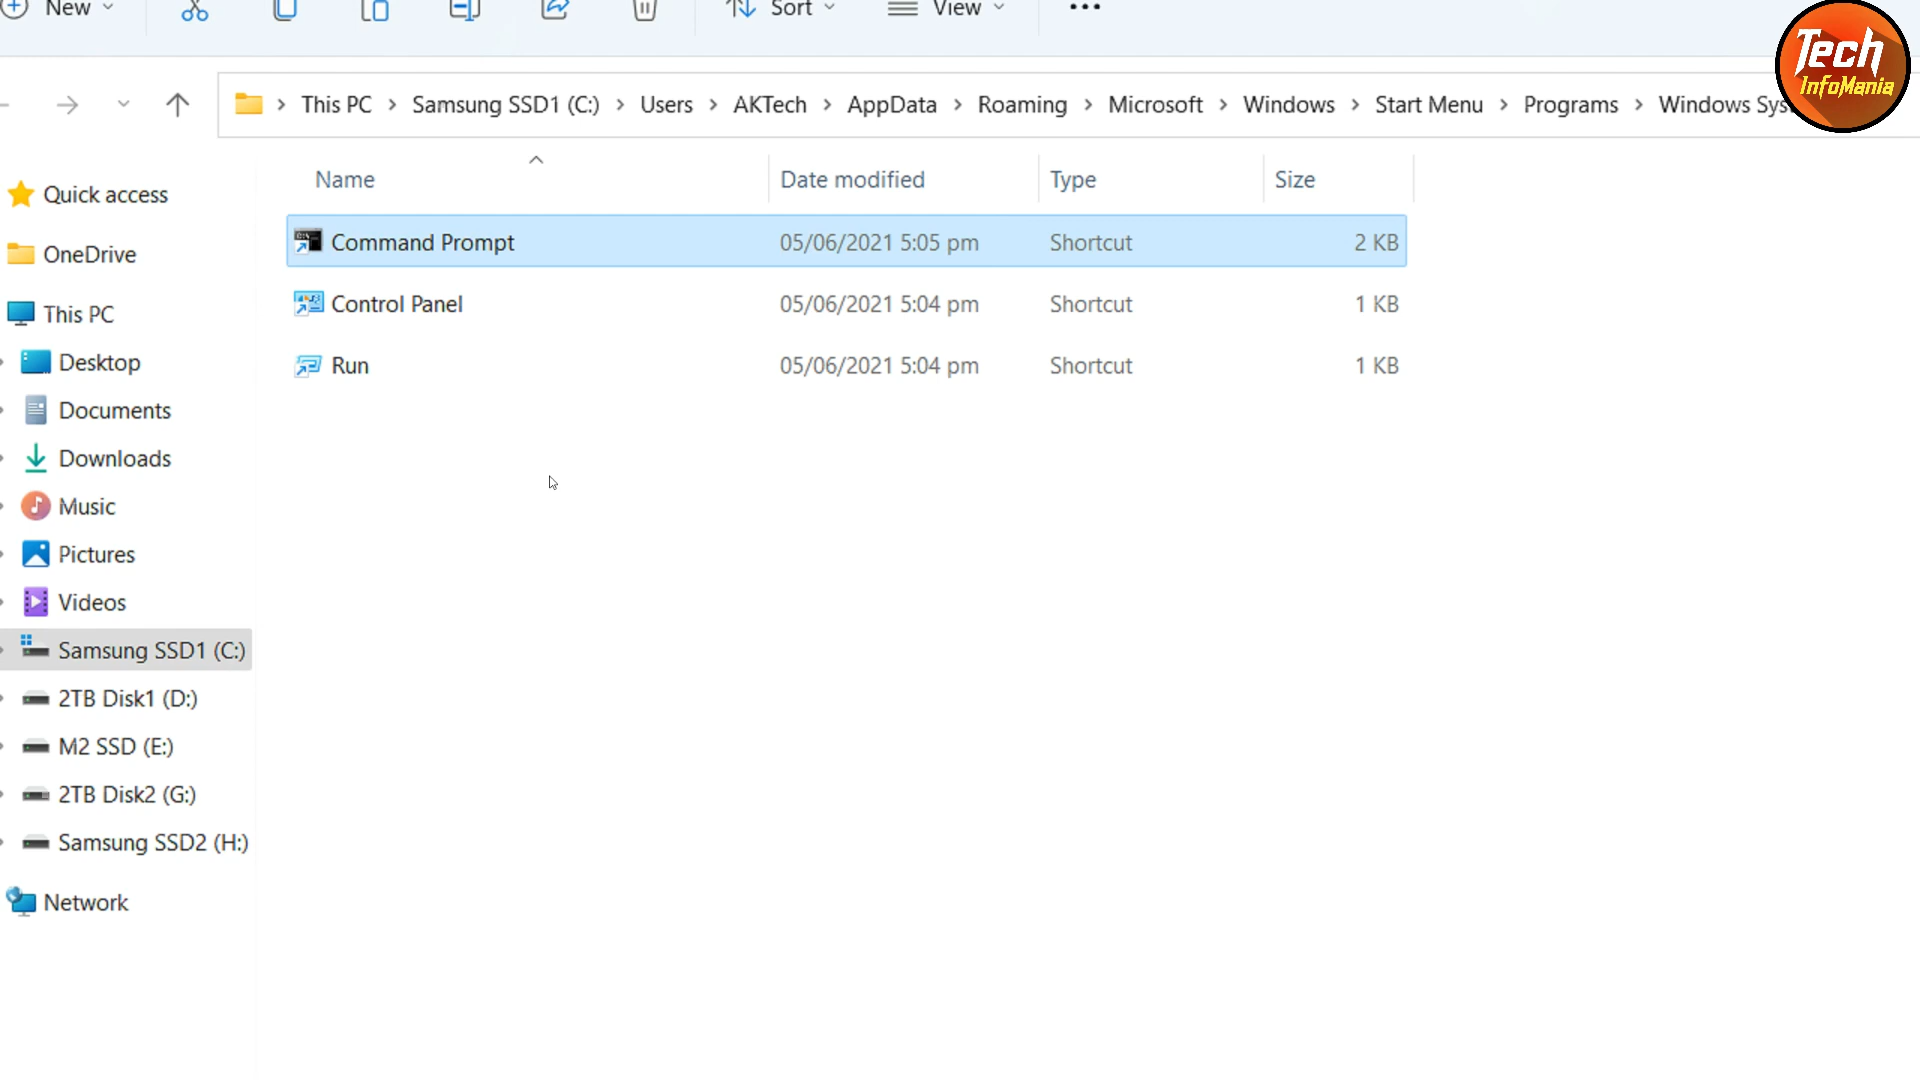 New
Sort
View
Tech
InfoMania
This PC > Samsung SSD1 (C:) > Users > AKTech > AppData > Roaming > Microsoft > Windows > Start Menu > Programs > Windows
Name Date modified Type Size
Quick access
OneDrive
This PC
Desktop
Documents
Downloads
Music
Pictures
Videos
Samsung SSD1 (C:)
2TB Disk1 (D:)
M2 SSD (E:)
2TB Disk2 (G:)
Samsung SSD2 (H:)
Network
Command Prompt 05/06/2021 5:05 pm Shortcut 2 KB
Control Panel 05/06/2021 5:04 pm Shortcut 1 KB
Run 05/06/2021 5:04 pm Shortcut 1 KB